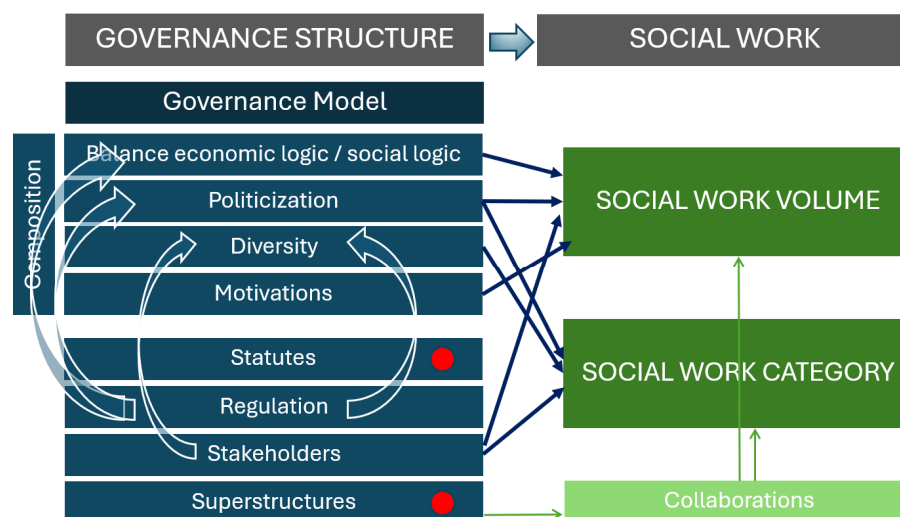 GOVERNANCE STRUCTURE
SOCIAL WORK
Governance Model
Composition
Balance economic logic / social logic
Politicization
Diversity
Motivations
Statutes
Regulation
Stakeholders
Superstructures
SOCIAL WORK VOLUME
SOCIAL WORK CATEGORY
Collaborations